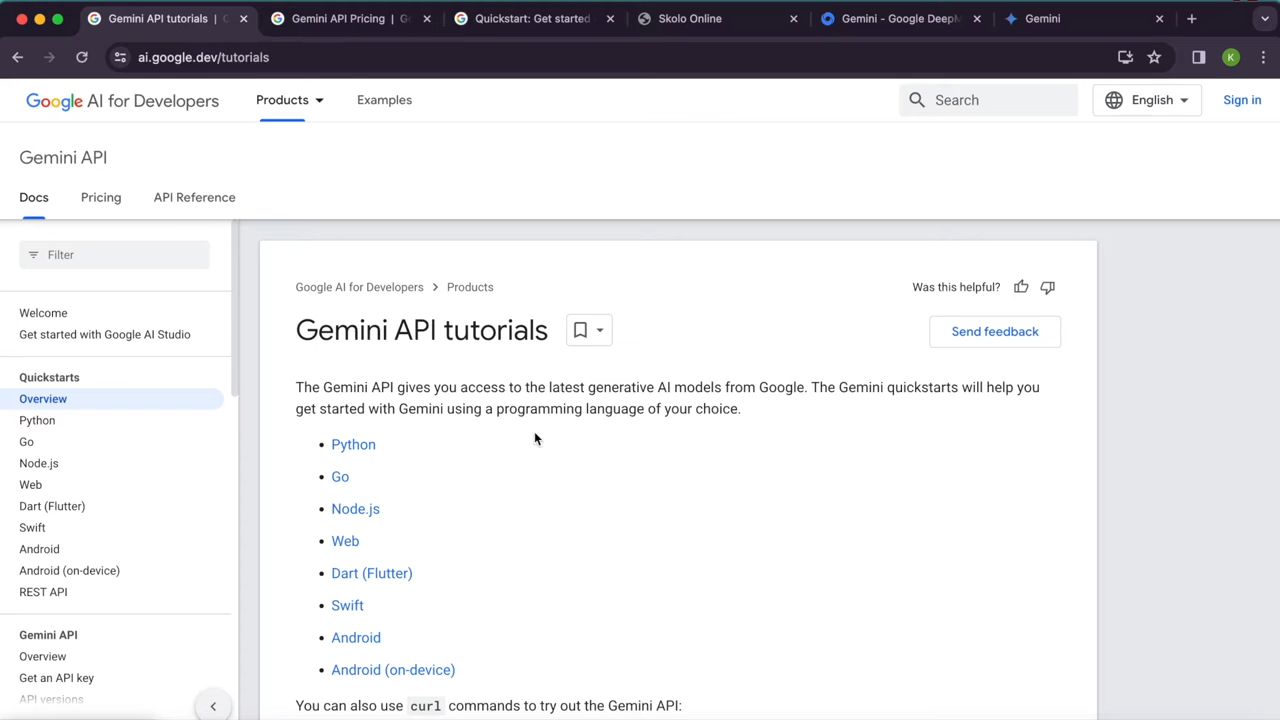 Gemini API tutorials
Gemini API Pricing | G
Quickstart: Get started
Skolo Online
Gemini - Google DeepM
Gemini
ai.google.dev/tutorials
K
Google AI for Developers
Products
Examples
Search
English
Sign in
Gemini API
Docs
Pricing
API Reference
Filter
Welcome
Get started with Google AI Studio
Quickstarts
Overview
Python
Go
Node.js
Web
Dart (Flutter)
Swift
Android
Android (on-device)
REST API
Gemini API
Overview
Get an API key
API versions
Google AI for Developers
Products
Was this helpful?
Gemini API tutorials
Send feedback
The Gemini API gives you access to the latest generative AI models from Google. The Gemini quickstarts will help you
get started with Gemini using a programming language of your choice.
• Python
• Go
• Node.js
• Web
• Dart (Flutter)
• Swift
• Android
• Android (on-device)
You can also use curl commands to try out the Gemini API: